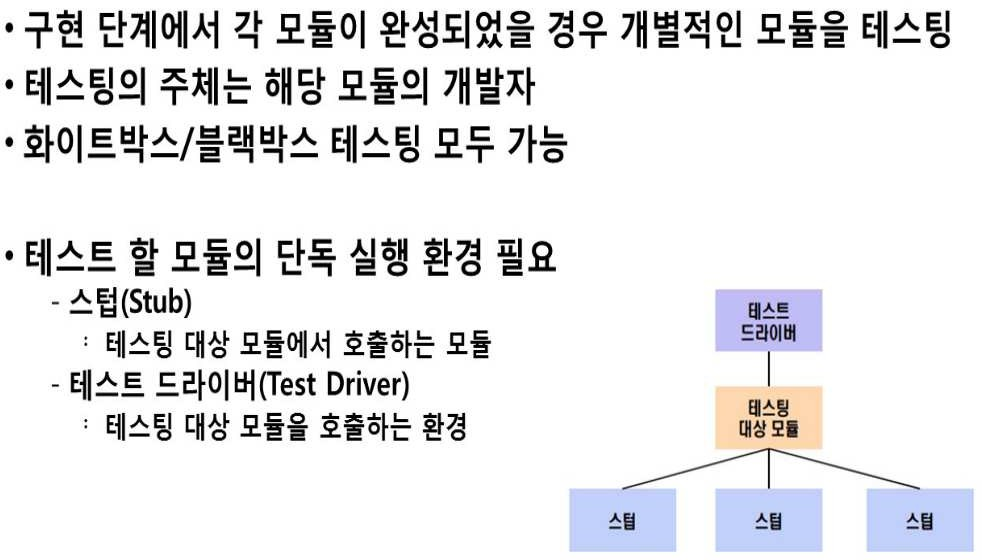 • 구현 단계에서 각 모듈이 완성되었을 경우 개별적인 모듈을 테스팅
• 테스팅의 주체는 해당 모듈의 개발자
• 화이트박스/블랙박스 테스팅 모두 가능
• 테스트 할 모듈의 단독 실행 환경 필요
- 스텁(Stub)
: 테스팅 대상 모듈에서 호출하는 모듈
- 테스트 드라이버(Test Driver)
: 테스팅 대상 모듈을 호출하는 환경
테스트
드라이버
테스팅
대상 모듈
스텁
스텁
스텁